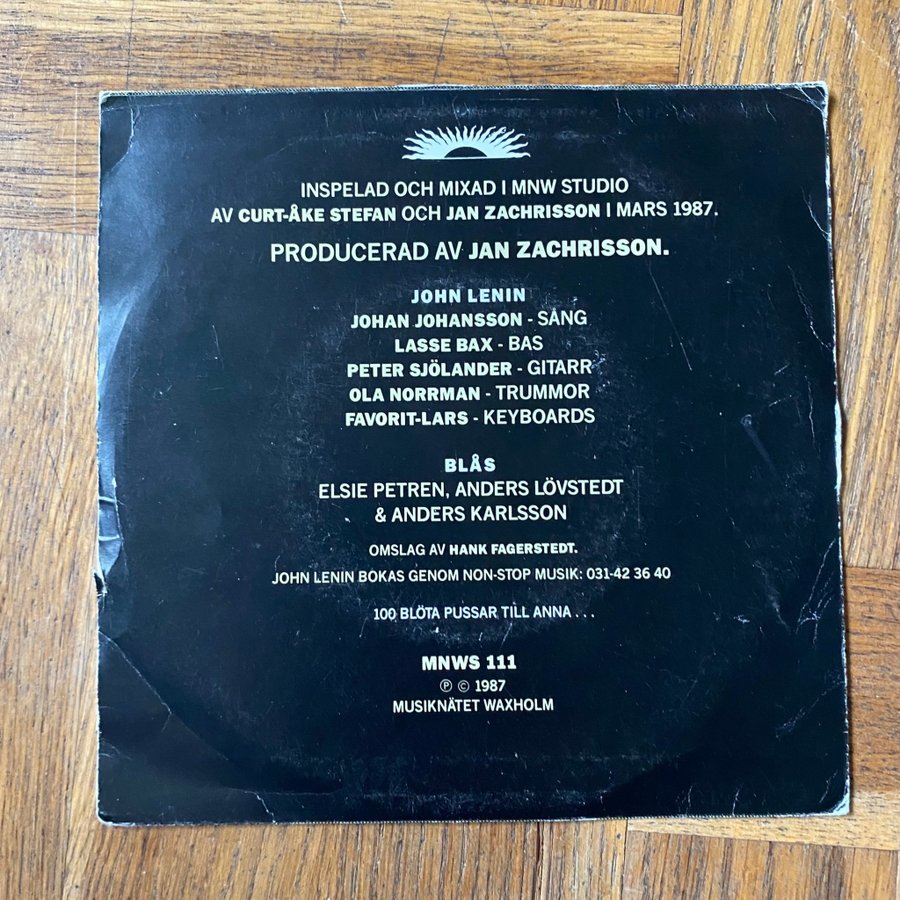 INSPELAD OCH MIXAD I MNW STUDIO
AV CURT-ÅKE STEFAN OCH JAN ZACHRISSON I MARS 1987.
PRODUCERAD AV JAN ZACHRISSON.
JOHN LENIN
JOHAN JOHANSSON - SÅNG
LASSE BAX - BAS
PETER SJÖLANDER - GITARR
OLA NORRMAN - TRUMMOR
FAVORIT-LARS - KEYBOARDS
BLÅS
ELSIE PETREN, ANDERS LÖVSTEDT
& ANDERS KARLSSON
OMSLAG AV HANK FAGERSTEDT.
JOHN LENIN BOKAS GENOM NON-STOP MUSIK: 031-42 36 40
100 BLÖTA PUSSAR TILL ANNA . . .
MNWS 111
℗ © 1987
MUSIKNÄTET WAXHOLM